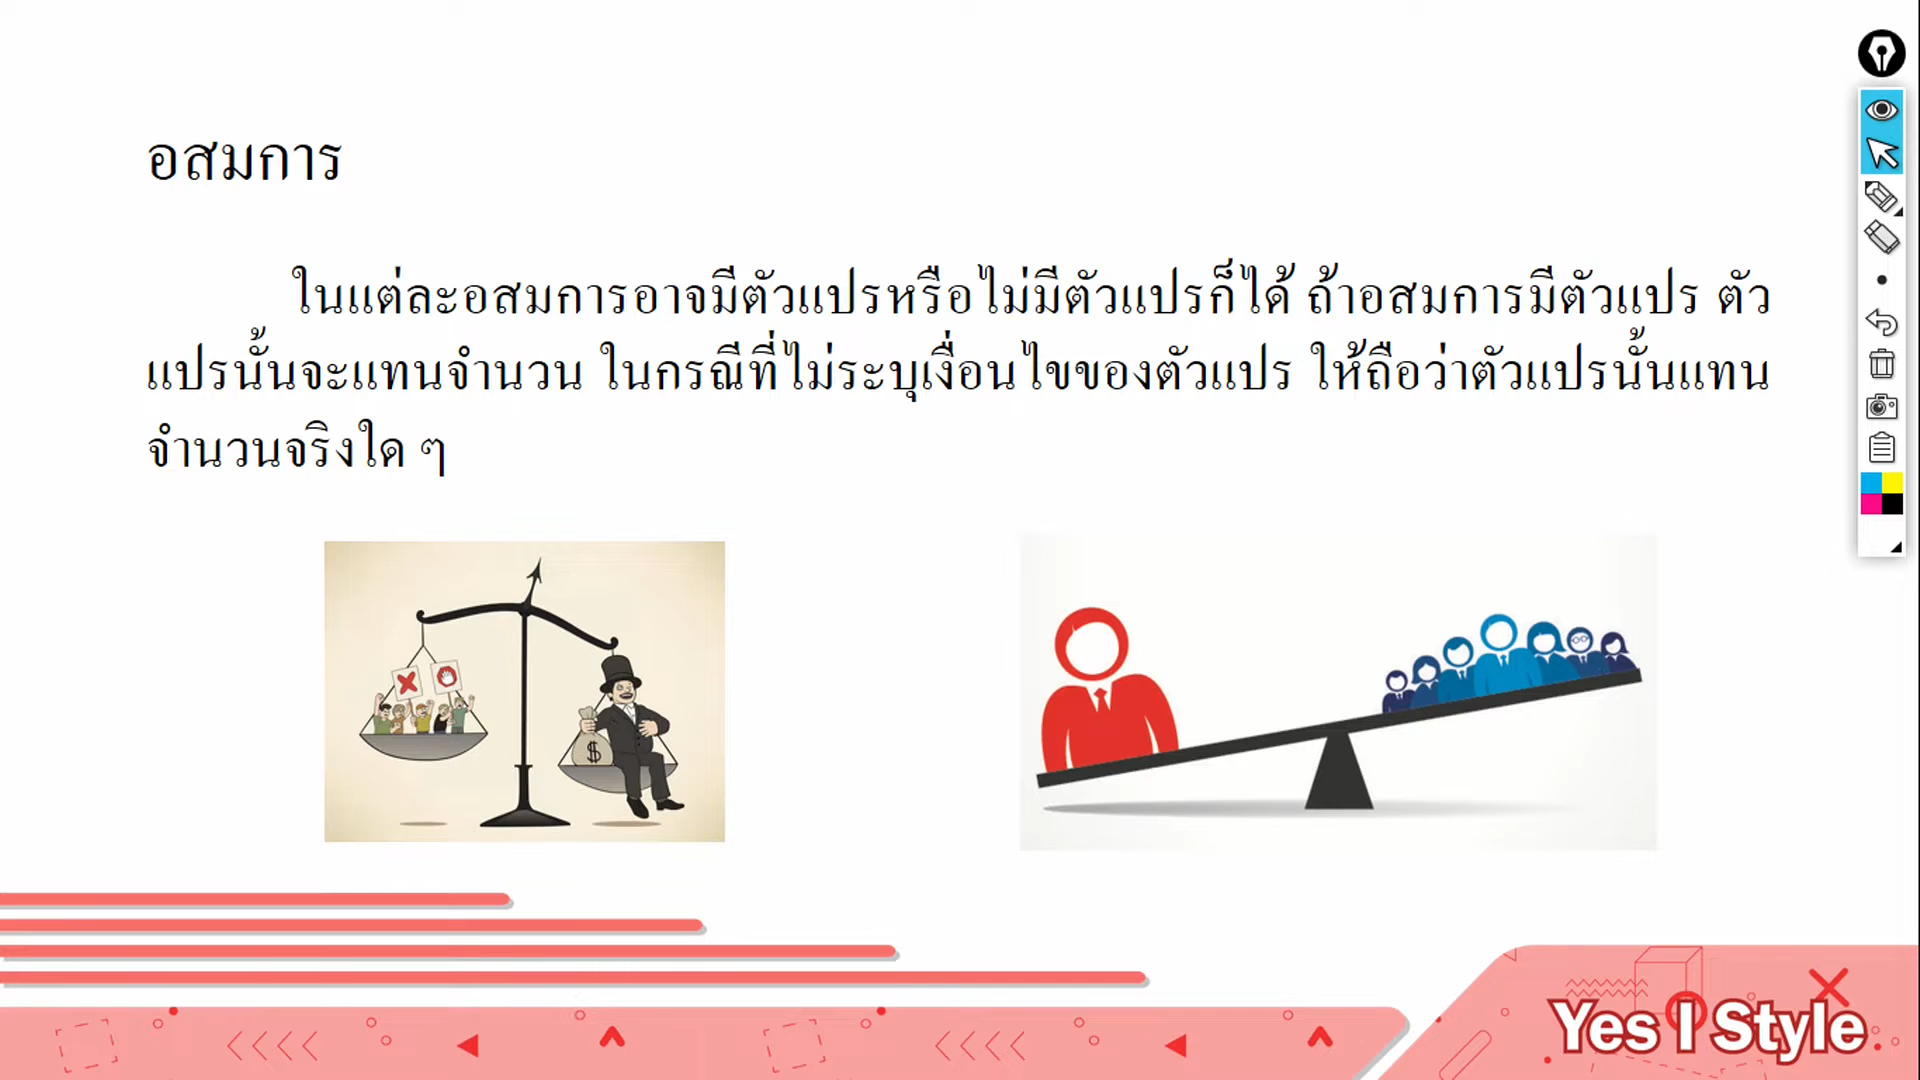 อสมการ
ในแต่ละอสมการอาจมีตัวแปรหรือไม่มีตัวแปรก็ได้ ถ้าอสมการมีตัวแปร ตัว
แปรนั้นจะแทนจำนวน ในกรณีที่ไม่ระบุเงื่อนไขของตัวแปร ให้ถือว่าตัวแปรนั้นแทน
จำนวนจริงใด ๆ
$
Yes I Style